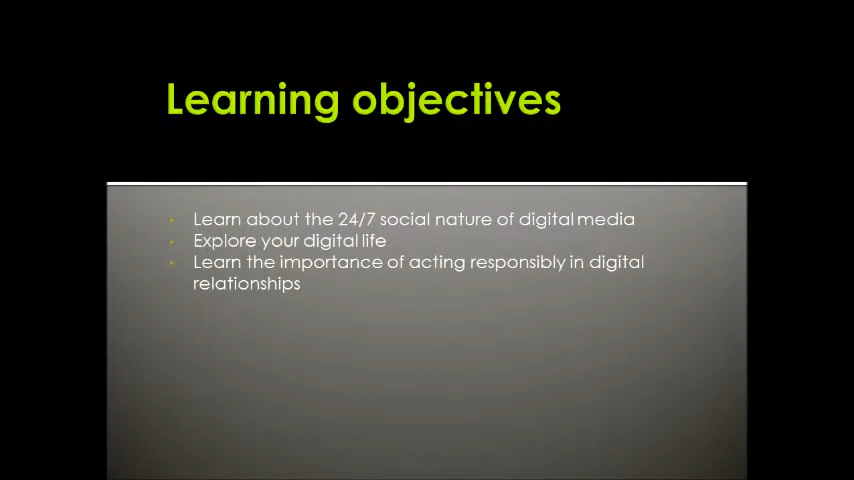 Learning objectives
Learn about the 24/7 social nature of digital media
Explore your digital life
Learn the importance of acting responsibly in digital
relationships